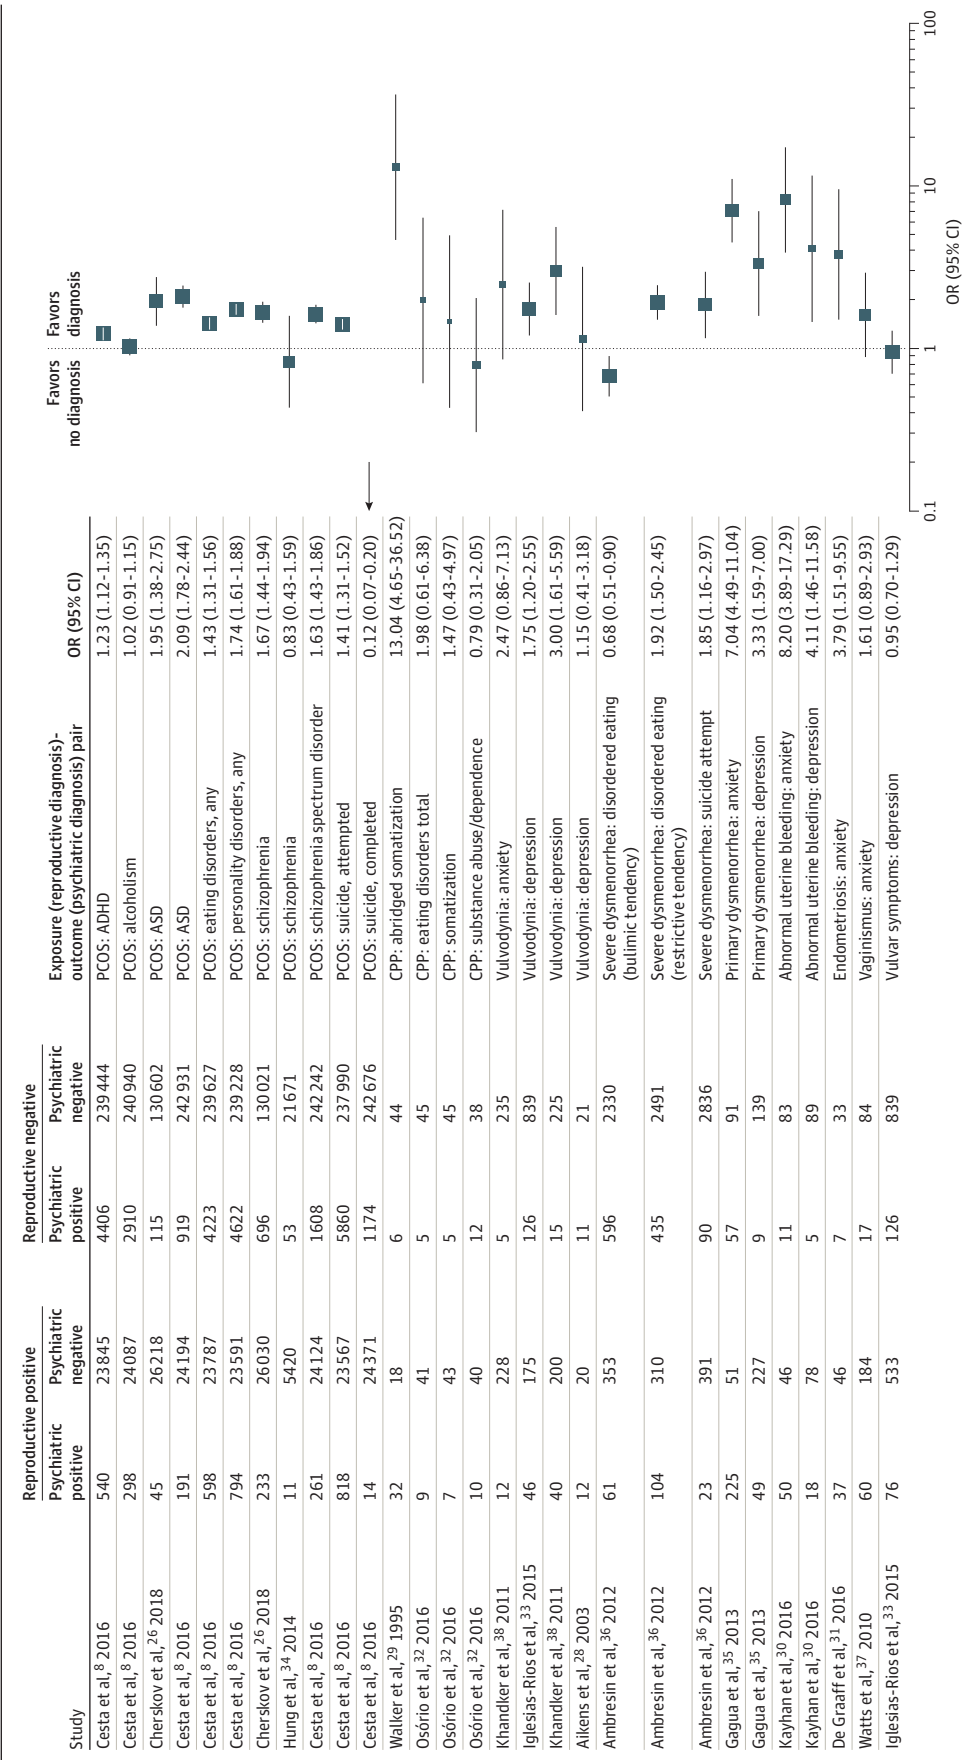 Reproductive positive Reproductive negative
Study Psychiatric positive Psychiatric negative Psychiatric positive Psychiatric negative Exposure (reproductive diagnosis)-outcome (psychiatric diagnosis) pair OR (95% CI) Favors no diagnosis Favors diagnosis
Cesta et al,8 2016 540 23845 4406 239444 PCOS: ADHD 1.23 (1.12-1.35)
Cesta et al,8 2016 298 24087 2910 240940 PCOS: alcoholism 1.02 (0.91-1.15)
Cherskov et al,26 2018 45 26218 115 130602 PCOS: ASD 1.95 (1.38-2.75)
Cesta et al,8 2016 191 24194 919 242931 PCOS: ASD 2.09 (1.78-2.44)
Cesta et al,8 2016 598 23787 4223 239627 PCOS: eating disorders, any 1.43 (1.31-1.56)
Cesta et al,8 2016 794 23591 4622 239228 PCOS: personality disorders, any 1.74 (1.61-1.88)
Cherskov et al,26 2018 233 26030 696 130021 PCOS: schizophrenia 1.67 (1.44-1.94)
Hung et al,34 2014 11 5420 53 21671 PCOS: schizophrenia 0.83 (0.43-1.59)
Cesta et al,8 2016 261 24124 1608 242242 PCOS: schizophrenia spectrum disorder 1.63 (1.43-1.86)
Cesta et al,8 2016 818 23567 5860 237990 PCOS: suicide, attempted 1.41 (1.31-1.52)
Cesta et al,8 2016 14 24371 1174 242676 PCOS: suicide, completed 0.12 (0.07-0.20)
Walker et al,29 1995 32 18 6 44 CPP: abridged somatization 13.04 (4.65-36.52)
Osório et al,32 2016 9 41 5 45 CPP: eating disorders total 1.98 (0.61-6.38)
Osório et al,32 2016 7 43 5 45 CPP: somatization 1.47 (0.43-4.97)
Osório et al,32 2016 10 40 12 38 CPP: substance abuse/dependence 0.79 (0.31-2.05)
Khandker et al,38 2011 12 228 5 235 Vulvodynia: anxiety 2.47 (0.86-7.13)
Iglesias-Rios et al,33 2015 46 175 126 839 Vulvodynia: depression 1.75 (1.20-2.55)
Khandker et al,38 2011 40 200 15 225 Vulvodynia: depression 3.00 (1.61-5.59)
Aikens et al,28 2003 12 20 11 21 Vulvodynia: depression 1.15 (0.41-3.18)
Ambresin et al,36 2012 61 353 596 2330 Severe dysmenorrhea: disordered eating (bulimic tendency) 0.68 (0.51-0.90)
Ambresin et al,36 2012 104 310 435 2491 Severe dysmenorrhea: disordered eating (restrictive tendency) 1.92 (1.50-2.45)
Ambresin et al,36 2012 23 391 90 2836 Severe dysmenorrhea: suicide attempt 1.85 (1.16-2.97)
Gagua et al,35 2013 225 51 57 91 Primary dysmenorrhea: anxiety 7.04 (4.49-11.04)
Gagua et al,35 2013 49 227 9 139 Primary dysmenorrhea: depression 3.33 (1.59-7.00)
Kayhan et al,30 2016 50 46 11 83 Abnormal uterine bleeding: anxiety 8.20 (3.89-17.29)
Kayhan et al,30 2016 18 78 5 89 Abnormal uterine bleeding: depression 4.11 (1.46-11.58)
De Graaff et al,31 2016 37 46 7 33 Endometriosis: anxiety 3.79 (1.51-9.55)
Watts et al,37 2010 60 184 17 84 Vaginismus: anxiety 1.61 (0.89-2.93)
Iglesias-Rios et al,33 2015 76 533 126 839 Vulvar symptoms: depression 0.95 (0.70-1.29)
0.1 1 10 100
OR (95% CI)